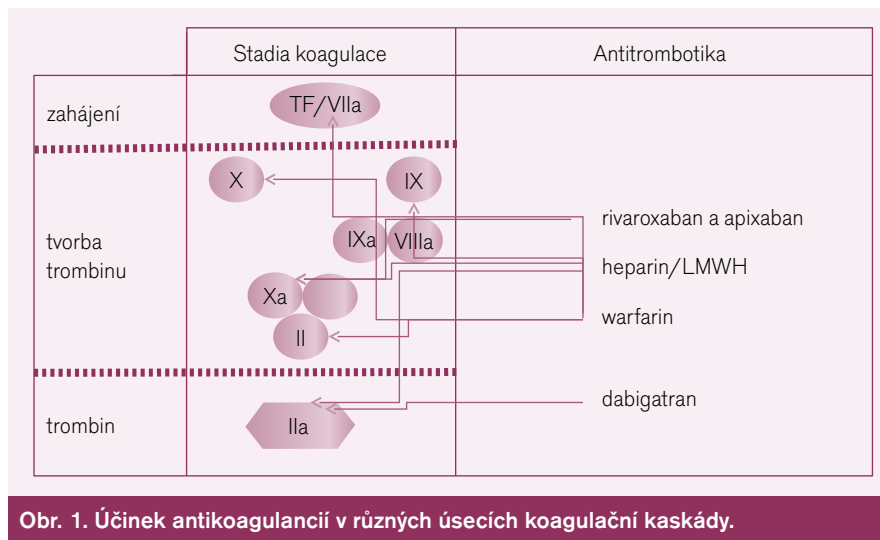 Stadia koagulace
Antitrombotika
zahájení
TF/VIIa
X
IX
IXa
VIIIa
tvorba
trombinu
Xa
II
rivaroxaban a apixaban
heparin/LMWH
warfarin
trombin
IIa
dabigatran
Obr. 1. Účinek antikoagulancií v různých úsecích koagulační kaskády.